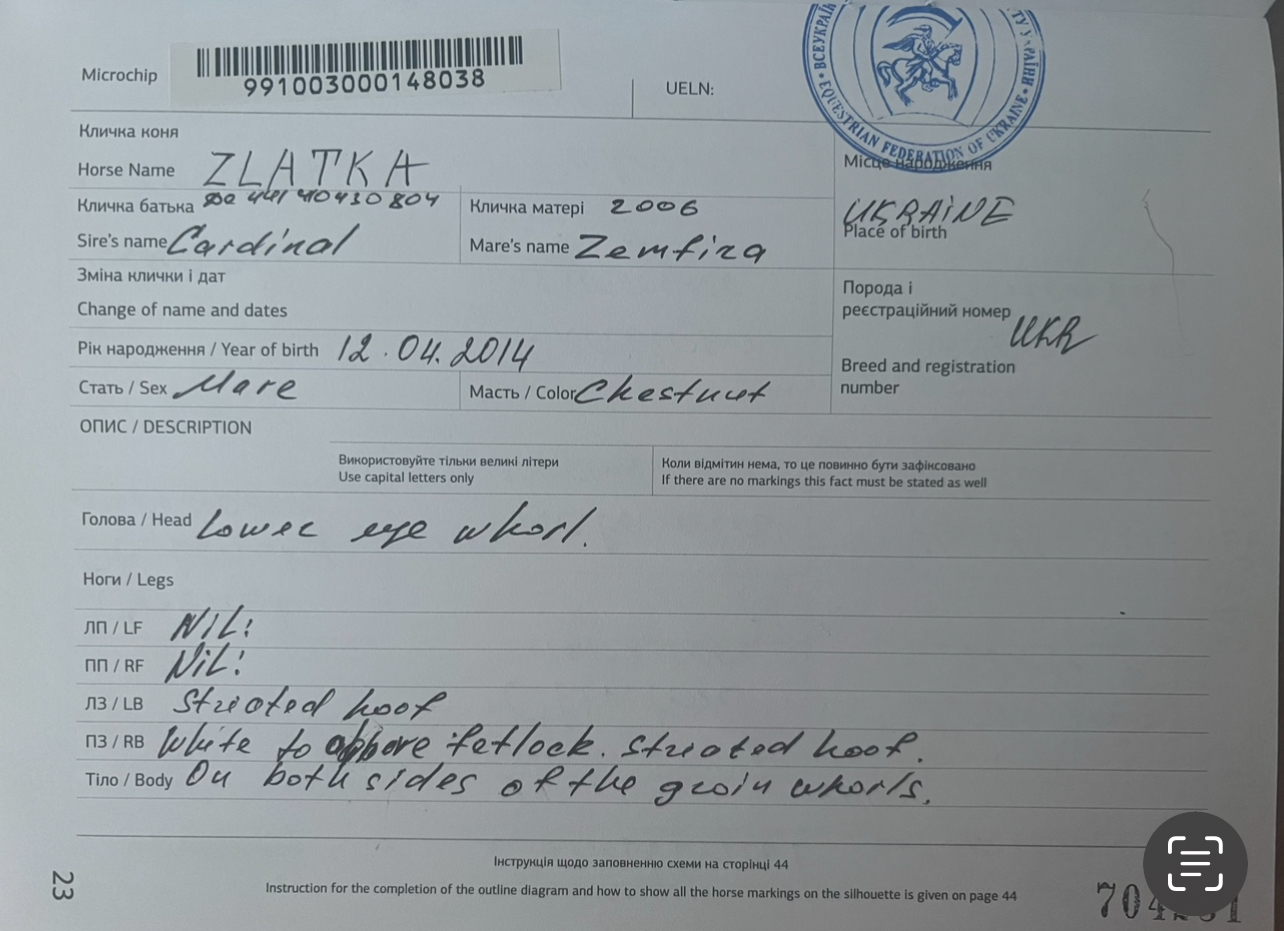 Microchip
991003000148038
UELN:
ВСЕУКРАЇ
EQUESTRIAN FEDERATION OF UKRAINE
Кличка коня
Horse Name ZLATKA
Місце народження
UKRAINE
Place of birth
Кличка батька DE 441 40430804
Sire's name Cardinal
Кличка матері 2006
Mare's name Zemfira
Зміна клички і дат
Change of name and dates
Порода і
реєстраційний номер
UKR
Breed and registration
number
Рік народження / Year of birth 12.04.2014
Стать / Sex Mare
Масть / Color Chestnut
ОПИС / DESCRIPTION
Використовуйте тільки великі літери
Use capital letters only
Коли відмітин нема, то це повинно бути зафіксовано
If there are no markings this fact must be stated as well
Голова / Head Lower eye whorl.
Ноги / Legs
ЛП / LF NiL!
ПП / RF NiL!
ЛЗ / LB Striated hoof
ПЗ / RB White to above fetlock. Striated hoof.
Тіло / Body On both sides of the groin whorls.
Інструкція щодо заповненню схеми на сторінці 44
Instruction for the completion of the outline diagram and how to show all the horse markings on the silhouette is given on page 44
23